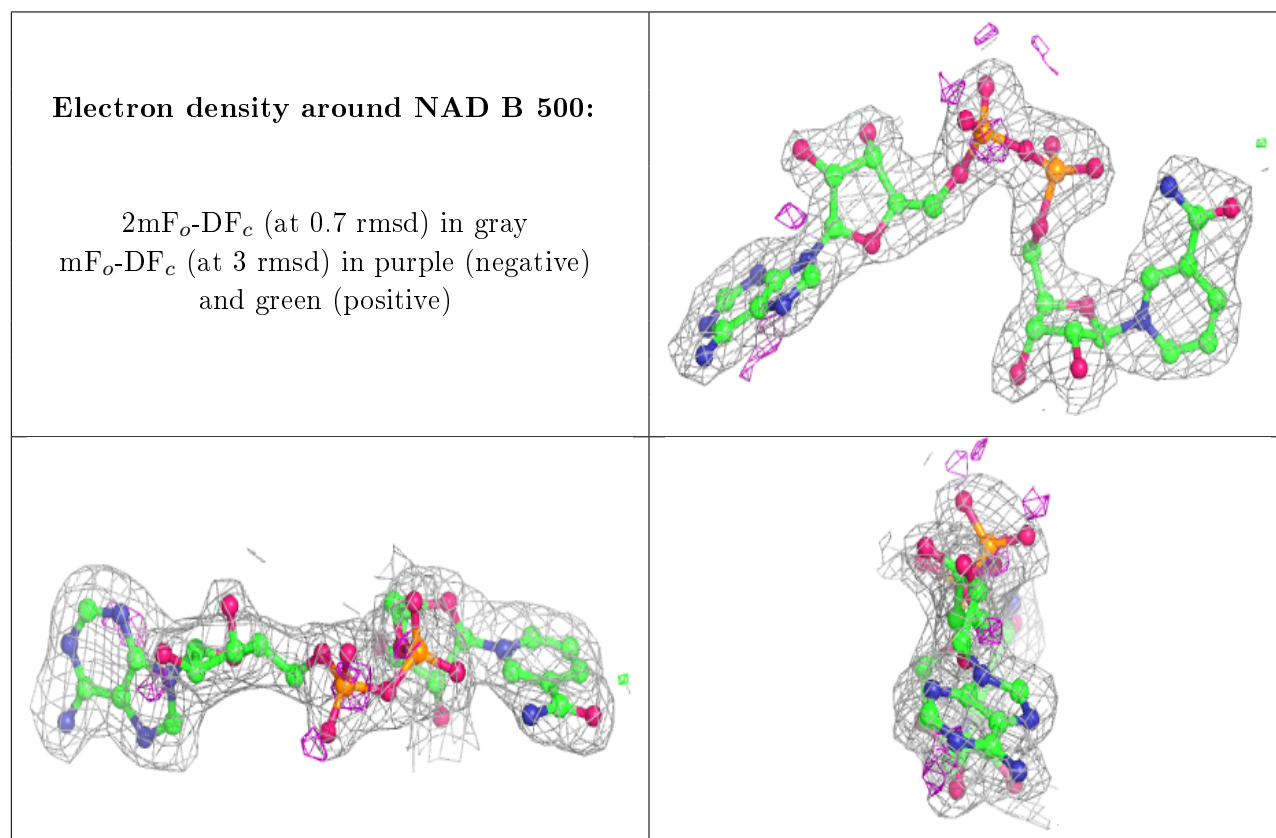 Electron density around NAD B 500:
2mFo-DFc (at 0.7 rmsd) in gray
mFo-DFc (at 3 rmsd) in purple (negative)
and green (positive)